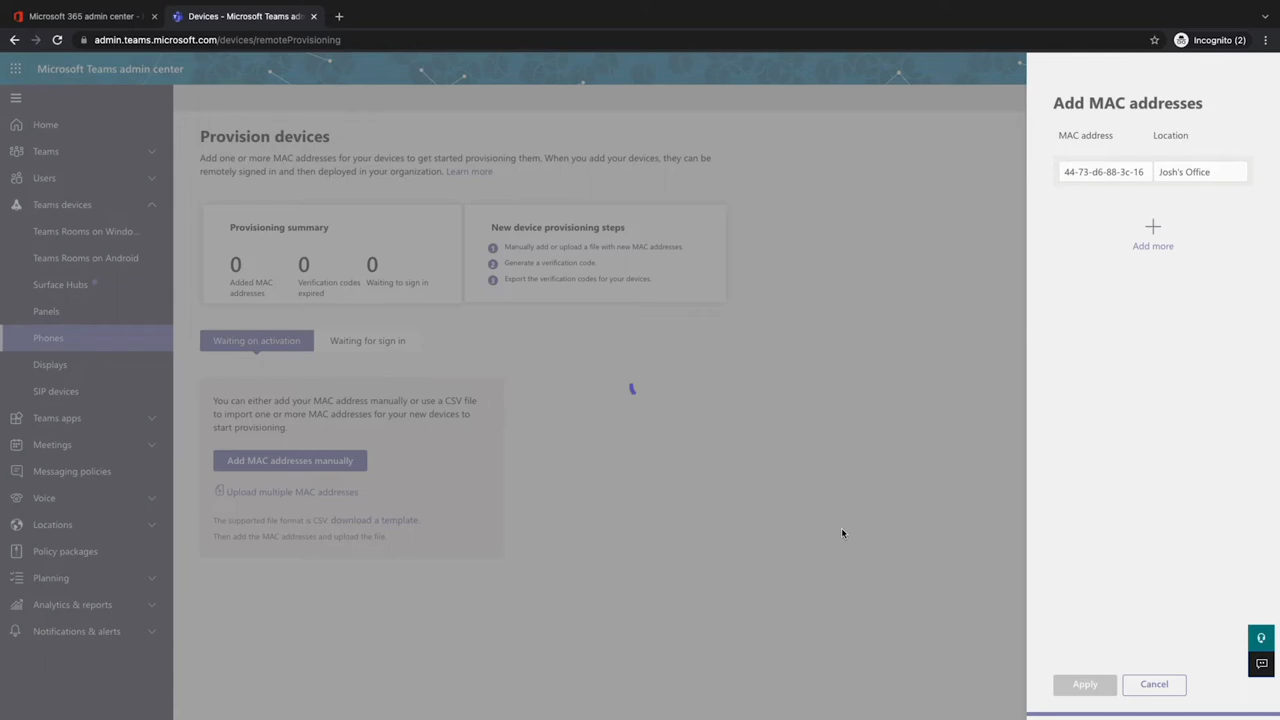 Microsoft 365 admin center -
Devices - Microsoft Teams adm
admin.teams.microsoft.com/devices/remoteProvisioning
Incognito (2)
Microsoft Teams admin center
Home
Teams
Users
Teams devices
Teams Rooms on Windo...
Teams Rooms on Android
Surface Hubs
Panels
Phones
Displays
SIP devices
Teams apps
Meetings
Messaging policies
Voice
Locations
Policy packages
Planning
Analytics & reports
Notifications & alerts
Provision devices
Add one or more MAC addresses for your devices to get started provisioning them. When you add your devices, they can be
remotely signed in and then deployed in your organization. Learn more
Provisioning summary
0 0 0
Added MAC addresses
Verification codes expired
Waiting to sign in
New device provisioning steps
1 Manually add or upload a file with new MAC addresses.
2 Generate a verification code.
3 Export the verification codes for your devices.
Waiting on activation
Waiting for sign in
You can either add your MAC address manually or use a CSV file
to import one or more MAC addresses for your new devices to
start provisioning.
Add MAC addresses manually
Upload multiple MAC addresses
The supported file format is CSV. download a template.
Then add the MAC addresses and upload the file
Add MAC addresses
MAC address Location
44-73-d6-88-3c-16 Josh's Office
Add more
Apply Cancel